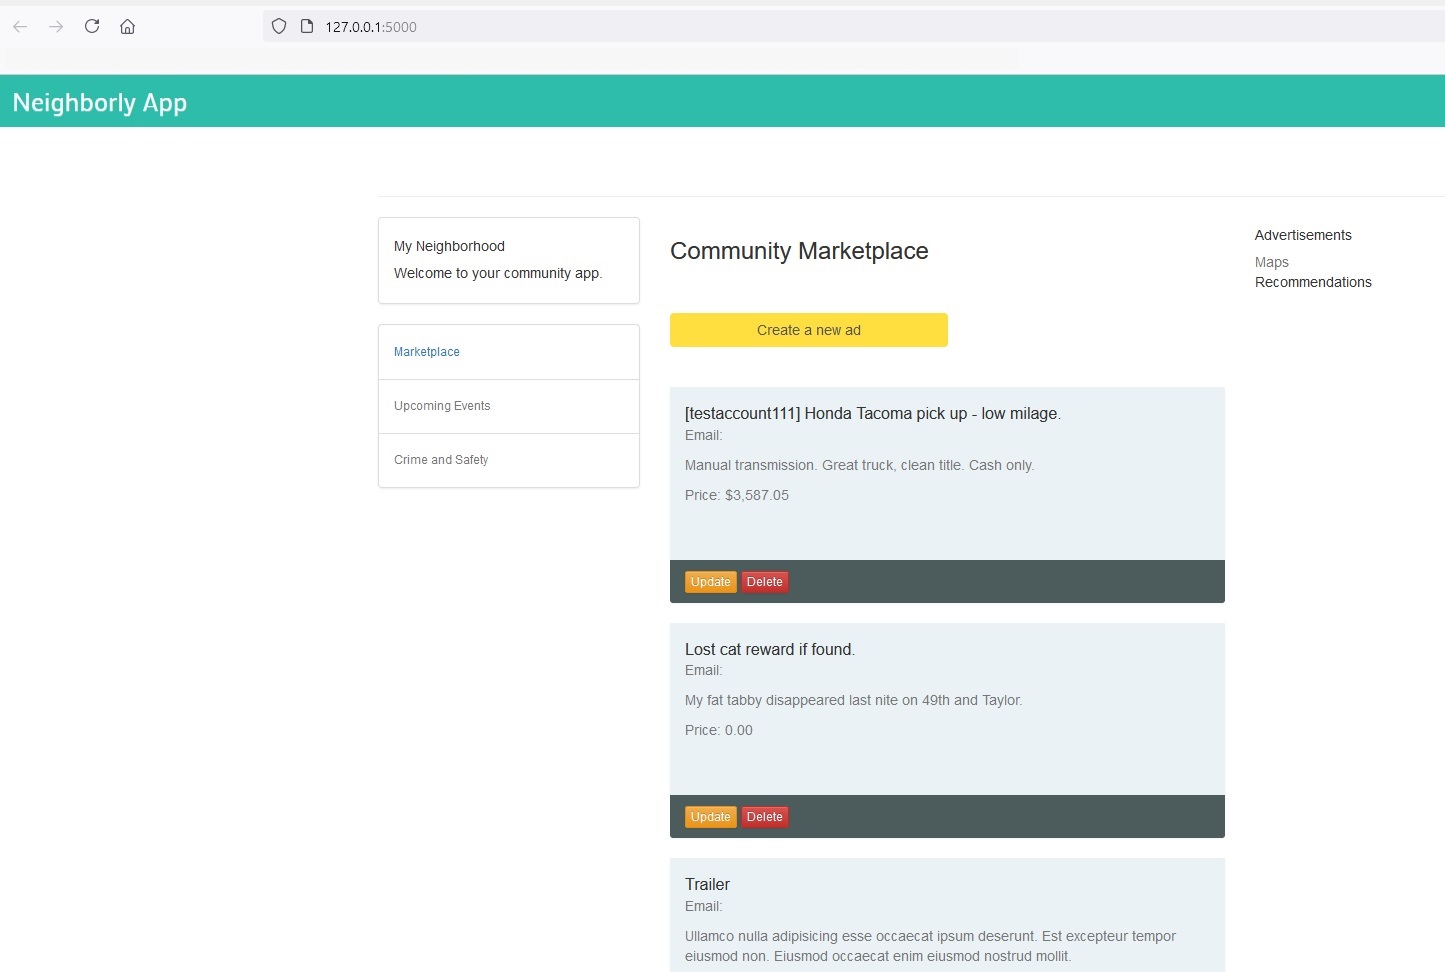 127.0.0.1:5000
Neighborly App
My Neighborhood
Welcome to your community app.
Marketplace
Upcoming Events
Crime and Safety
Community Marketplace
Create a new ad
[testaccount111] Honda Tacoma pick up - low milage.
Email:
Manual transmission. Great truck, clean title. Cash only.
Price: $3,587.05
Update Delete
Lost cat reward if found.
Email:
My fat tabby disappeared last nite on 49th and Taylor.
Price: 0.00
Update Delete
Trailer
Email:
Ullamco nulla adipisicing esse occaecat ipsum deserunt. Est excepteur tempor
eiusmod non. Eiusmod occaecat enim eiusmod nostrud mollit.
Advertisements
Maps
Recommendations